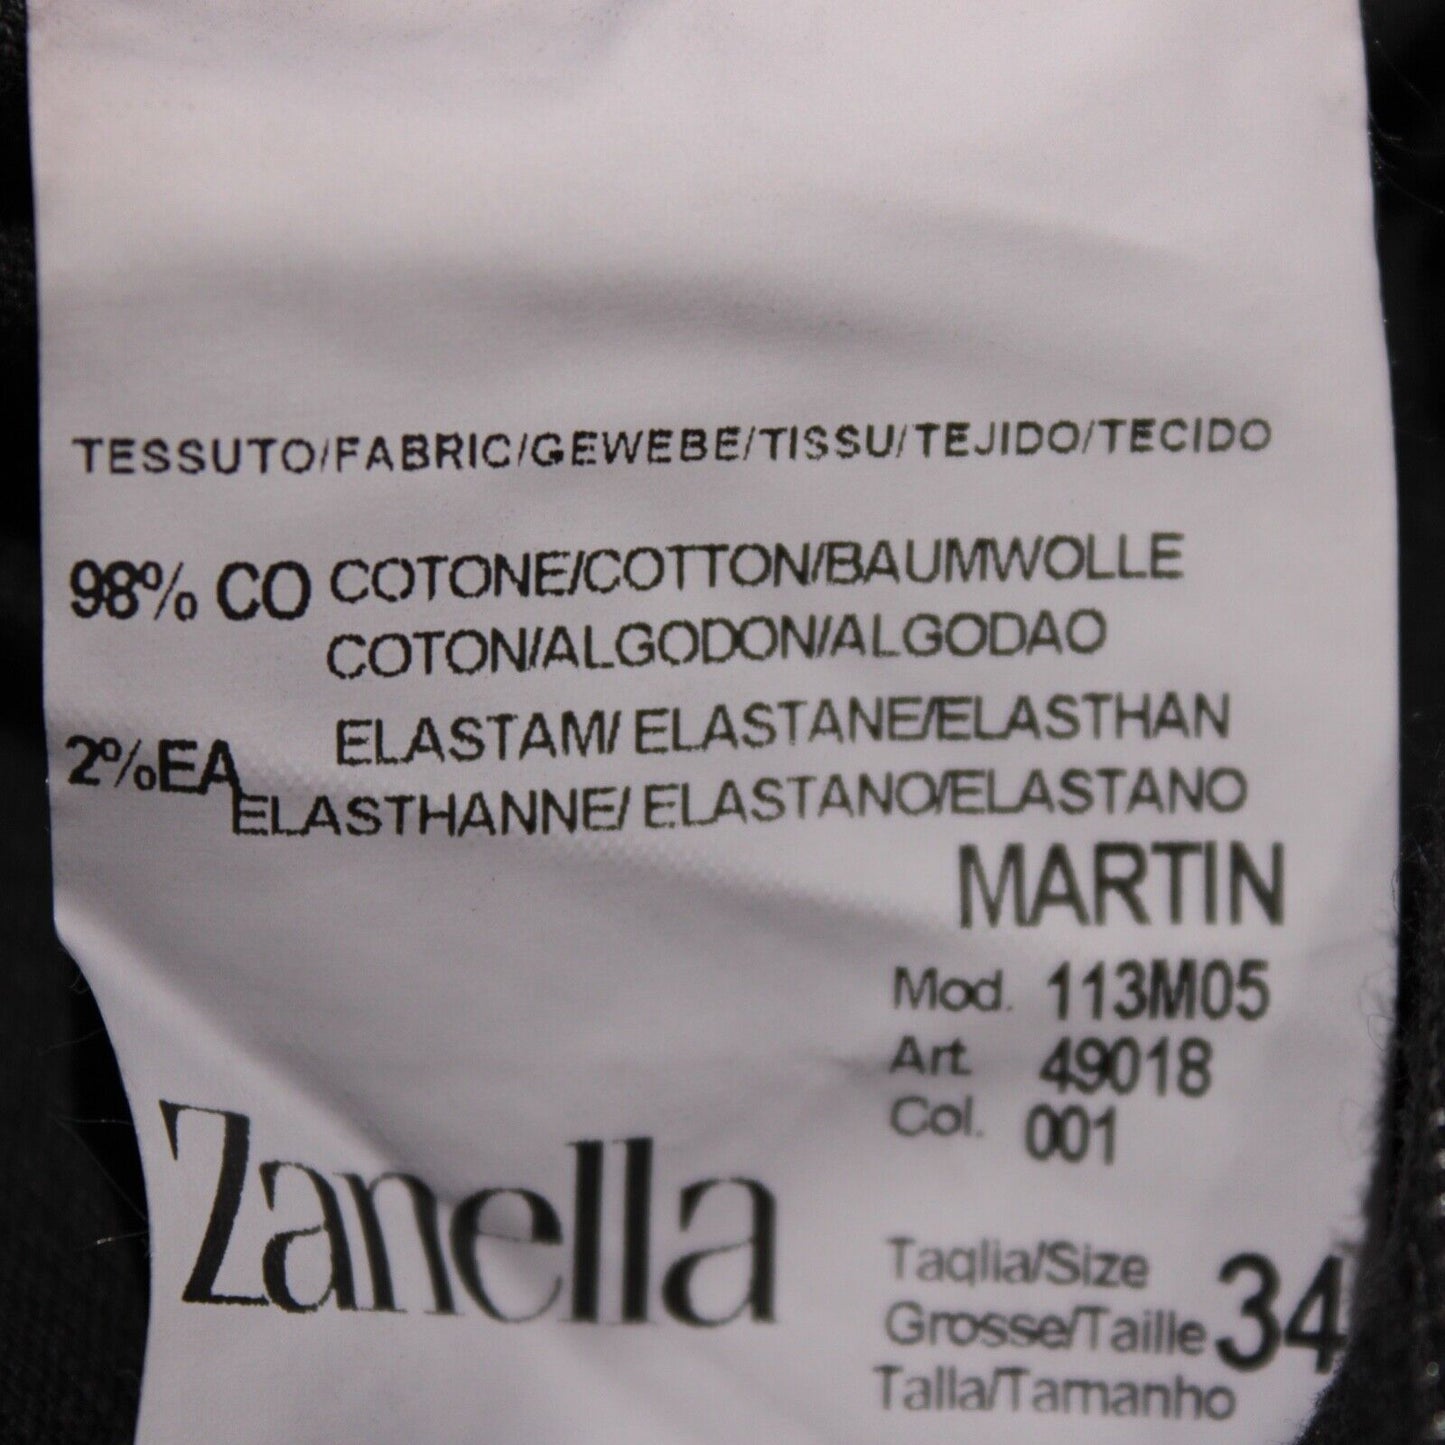 TESSUTO/FABRIC/GEWEBE/TISSU/TEJIDO/TECIDO
98% CO COTONE/COTTON/BAUMWOLLE
COTON/ALGODON/ALGODAO
2%EA ELASTAM/ ELASTANE/ELASTHAN
ELASTHANNE/ ELASTANO/ELASTANO
MARTIN
Mod. 113M05
Art. 49018
Col. 001
Zanella
Taglia/Size
Grosse/Taille 34
Talla/Tamanho